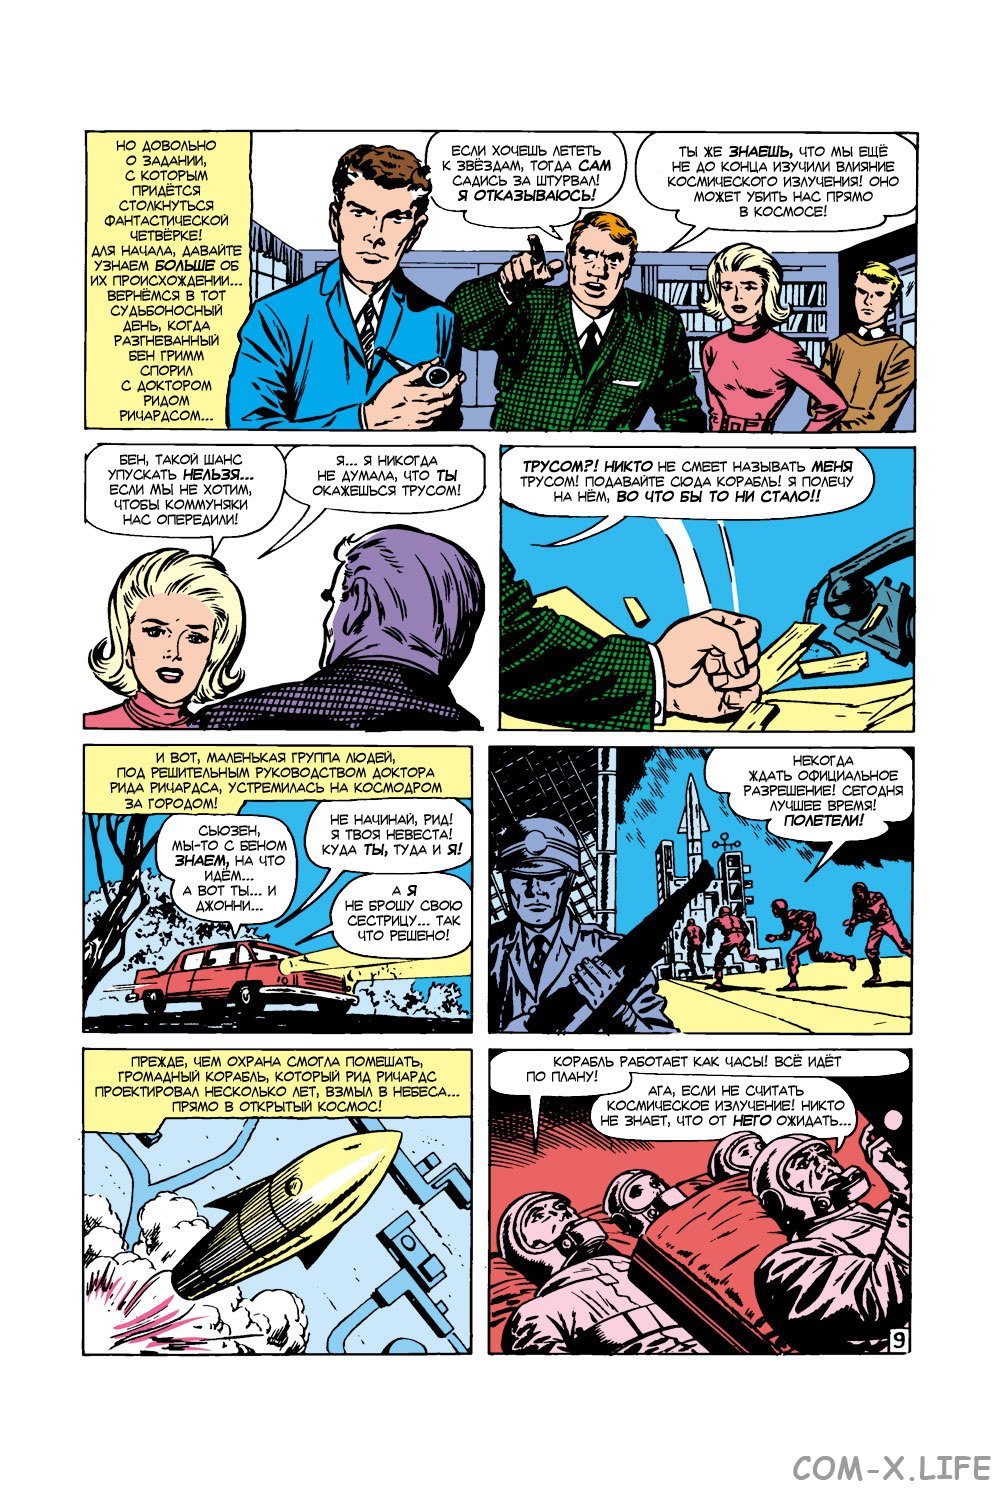 НО ДОВОЛЬНО
О ЗАДАНИИ,
С КОТОРЫМ
ПРИДЁТСЯ
СТОЛКНУТЬСЯ
ФАНТАСТИЧЕСКОЙ
ЧЕТВЁРКЕ!
ДЛЯ НАЧАЛА, ДАВАЙТЕ
УЗНАЕМ БОЛЬШЕ ОБ
ИХ ПРОИСХОЖДЕНИИ...
ВЕРНЁМСЯ В ТОТ
СУДЬБОНОСНЫЙ
ДЕНЬ, КОГДА
РАЗГНЕВАННЫЙ
БЕН ГРИММ
СПОРИЛ
С ДОКТОРОМ
РИДОМ
РИЧАРДСОМ...
ЕСЛИ ХОЧЕШЬ ЛЕТЕТЬ
К ЗВЁЗДАМ, ТОГДА САМ
САДИСЬ ЗА ШТУРВАЛ!
Я ОТКАЗЫВАЮСЬ!
ТЫ ЖЕ ЗНАЕШЬ, ЧТО МЫ ЕЩЁ
НЕ ДО КОНЦА ИЗУЧИЛИ ВЛИЯНИЕ
КОСМИЧЕСКОГО ИЗЛУЧЕНИЯ! ОНО
МОЖЕТ УБИТЬ НАС ПРЯМО
В КОСМОСЕ!
БЕН, ТАКОЙ ШАНС
УПУСКАТЬ НЕЛЬЗЯ...
ЕСЛИ МЫ НЕ ХОТИМ,
ЧТОБЫ КОММУНЯКИ
НАС ОПЕРЕДИЛИ!
Я... Я НИКОГДА
НЕ ДУМАЛА, ЧТО ТЫ
ОКАЖЕШЬСЯ ТРУСОМ!
ТРУСОМ?! НИКТО НЕ СМЕЕТ НАЗЫВАТЬ МЕНЯ
ТРУСОМ! ПОДАВАЙТЕ СЮДА КОРАБЛЬ! Я ПОЛЕЧУ
НА НЁМ, ВО ЧТО БЫ ТО НИ СТАЛО!!
И ВОТ, МАЛЕНЬКАЯ ГРУППА ЛЮДЕЙ,
ПОД РЕШИТЕЛЬНЫМ РУКОВОДСТВОМ ДОКТОРА
РИДА РИЧАРДСА, УСТРЕМИЛАСЬ НА КОСМОДРОМ
ЗА ГОРОДОМ!
СЬЮЗЕН,
МЫ-ТО С БЕНОМ
ЗНАЕМ, НА ЧТО
ИДЁМ...
А ВОТ ТЫ... И
ДЖОННИ...
НЕ НАЧИНАЙ, РИД!
Я ТВОЯ НЕВЕСТА!
КУДА ТЫ, ТУДА И Я!
А Я
НЕ БРОШУ СВОЮ
СЕСТРИЦУ... ТАК
ЧТО РЕШЕНО!
НЕКОГДА
ЖДАТЬ ОФИЦИАЛЬНОЕ
РАЗРЕШЕНИЕ! СЕГОДНЯ
ЛУЧШЕЕ ВРЕМЯ!
ПОЛЕТЕЛИ!
ПРЕЖДЕ, ЧЕМ ОХРАНА СМОГЛА ПОМЕШАТЬ,
ГРОМАДНЫЙ КОРАБЛЬ, КОТОРЫЙ РИД РИЧАРДС
ПРОЕКТИРОВАЛ НЕСКОЛЬКО ЛЕТ, ВЗМЫЛ В НЕБЕСА...
ПРЯМО В ОТКРЫТЫЙ КОСМОС!
КОРАБЛЬ РАБОТАЕТ КАК ЧАСЫ! ВСЁ ИДЁТ
ПО ПЛАНУ!
АГА, ЕСЛИ НЕ СЧИТАТЬ
КОСМИЧЕСКОЕ ИЗЛУЧЕНИЕ! НИКТО
НЕ ЗНАЕТ, ЧТО ОТ НЕГО ОЖИДАТЬ...
9
COM-X.LIFE